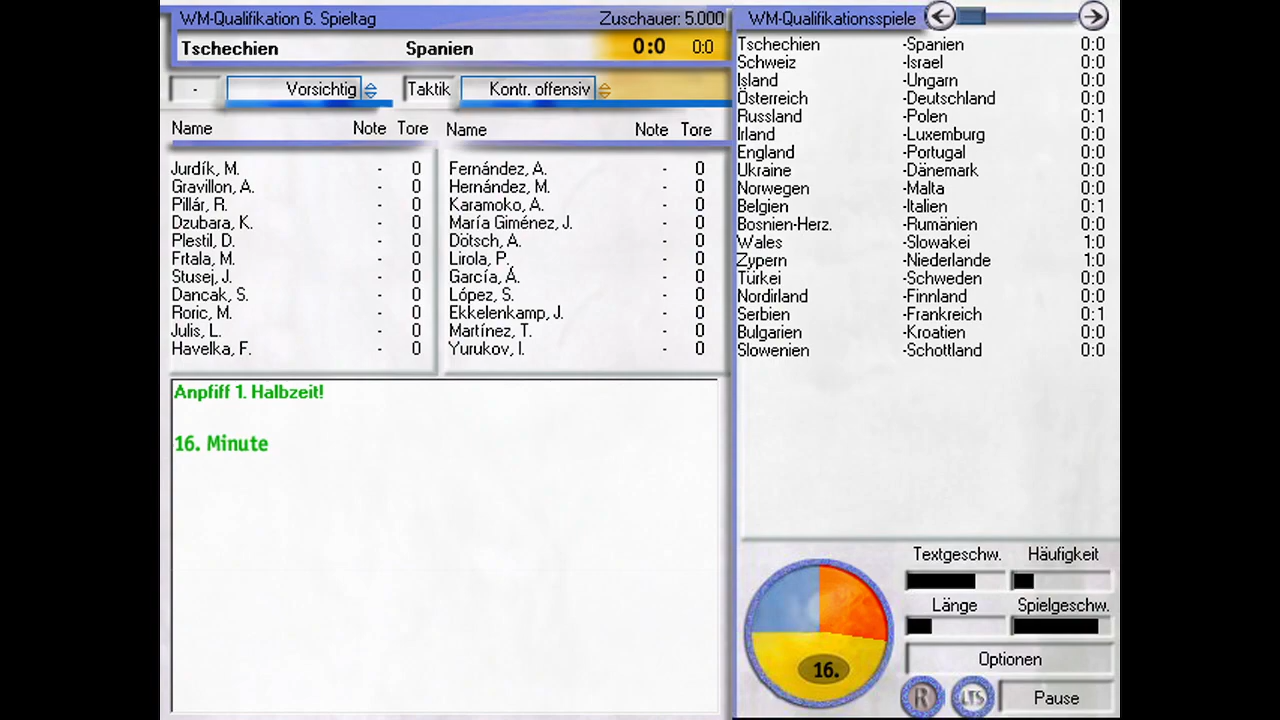 WM-Qualifikation 6. Spieltag Zuschauer: 5.000
Tschechien Spanien 0:0 0:0
- Vorsichtig Taktik Kontr. offensiv
Name Note Tore Name Note Tore
Jurdík, M. - 0 Fernández, A. - 0
Gravillon, A. - 0 Hernández, M. - 0
Pillár, R. - 0 Karamoko, A. - 0
Dzubara, K. - 0 María Giménez, J. - 0
Plestil, D. - 0 Dötsch, A. - 0
Frtala, M. - 0 Lirola, P. - 0
Stusej, J. - 0 García, Á. - 0
Dancak, S. - 0 López, S. - 0
Roric, M. - 0 Ekkelenkamp, J. - 0
Julis, L. - 0 Martínez, T. - 0
Havelka, F. - 0 Yurukov, I. - 0
Anpfiff 1. Halbzeit!
16. Minute
WM-Qualifikationsspiele
Tschechien -Spanien 0:0
Schweiz -Israel 0:0
Island -Ungarn 0:0
Österreich -Deutschland 0:0
Russland -Polen 0:1
Irland -Luxemburg 0:0
England -Portugal 0:0
Ukraine -Dänemark 0:0
Norwegen -Malta 0:0
Belgien -Italien 0:1
Bosnien-Herz. -Rumänien 0:0
Wales -Slowakei 1:0
Zypern -Niederlande 1:0
Türkei -Schweden 0:0
Nordirland -Finnland 0:0
Serbien -Frankreich 0:1
Bulgarien -Kroatien 0:0
Slowenien -Schottland 0:0
Textgeschw. Häufigkeit
Länge Spielgeschw.
16.
Optionen
R LTS Pause